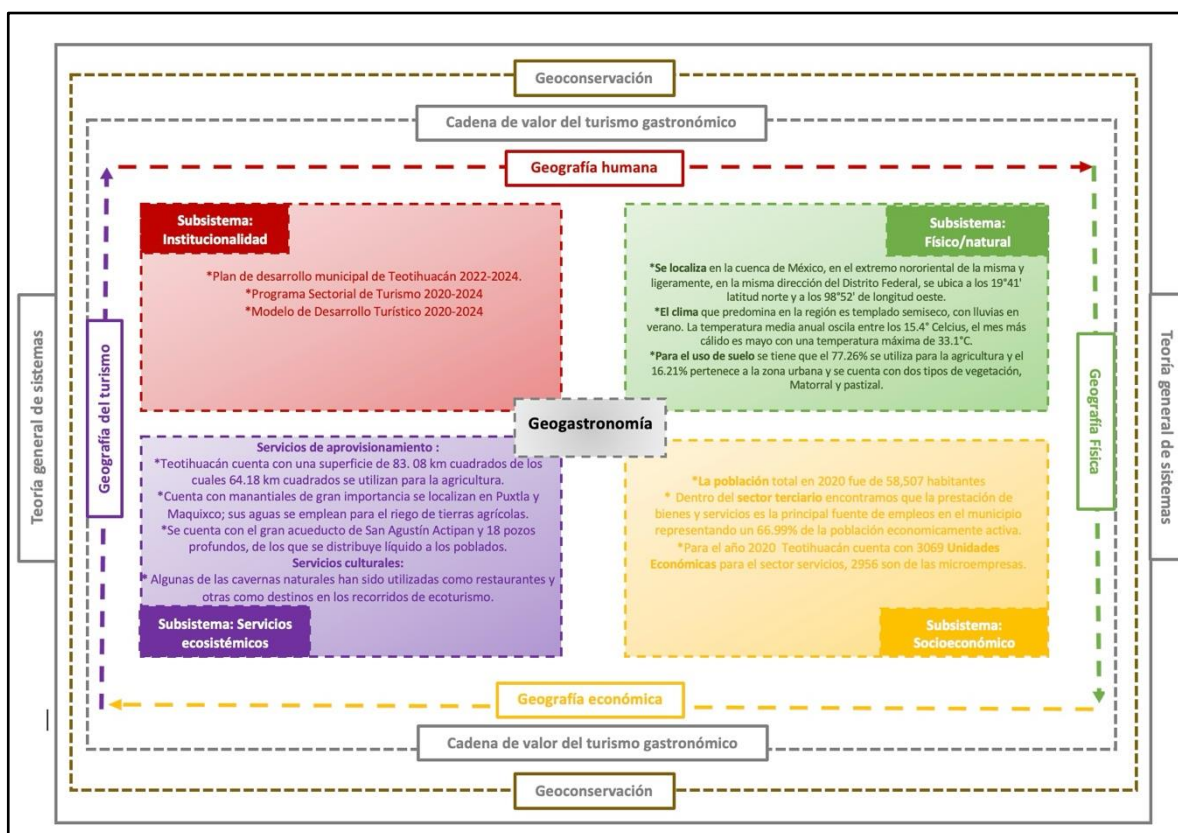 Geoconservación
Cadena de valor del turismo gastronómico
Geografía humana
Teoría general de sistemas
Geografía del turismo
Subsistema:
Institucionalidad
*Plan de desarrollo municipal de Teotihuacán 2022-2024.
*Programa Sectorial de Turismo 2020-2024
*Modelo de Desarrollo Turístico 2020-2024
Subsistema:
Físico/natural
*Se localiza en la cuenca de México, en el extremo nororiental de la misma y
ligeramente, en la misma dirección del Distrito Federal, se ubica a los 19°41'
latitud norte y a los 98°52' de longitud oeste.
*El clima que predomina en la región es templado semiseco, con lluvias en
verano. La temperatura media anual oscila entre los 15.4° Celcius, el mes más
cálido es mayo con una temperatura máxima de 33.1°C.
*Para el uso de suelo se tiene que el 77.26% se utiliza para la agricultura y el
16.21% pertenece a la zona urbana y se cuenta con dos tipos de vegetación,
Matorral y pastizal.
Geografía Física
Teoría general de sistemas
Geogastronomía
Servicios de aprovisionamiento :
*Teotihuacán cuenta con una superficie de 83. 08 km cuadrados de los
cuales 64.18 km cuadrados se utilizan para la agricultura.
*Cuenta con manantiales de gran importancia se localizan en Puxtla y
Maquixco; sus aguas se emplean para el riego de tierras agrícolas.
*Se cuenta con el gran acueducto de San Agustín Actipan y 18 pozos
profundos, de los que se distribuye líquido a los poblados.
Servicios culturales:
* Algunas de las cavernas naturales han sido utilizadas como restaurantes y
otras como destinos en los recorridos de ecoturismo.
Subsistema: Servicios
ecosistémicos
*La población total en 2020 fue de 58,507 habitantes
* Dentro del sector terciario encontramos que la prestación de
bienes y servicios es la principal fuente de empleos en el municipio
representando un 66.99% de la población economicamente activa.
*Para el año 2020 Teotihuacán cuenta con 3069 Unidades
Económicas para el sector servicios, 2956 son de las microempresas.
Subsistema:
Socioeconómico
Geografía económica
Cadena de valor del turismo gastronómico
Geoconservación